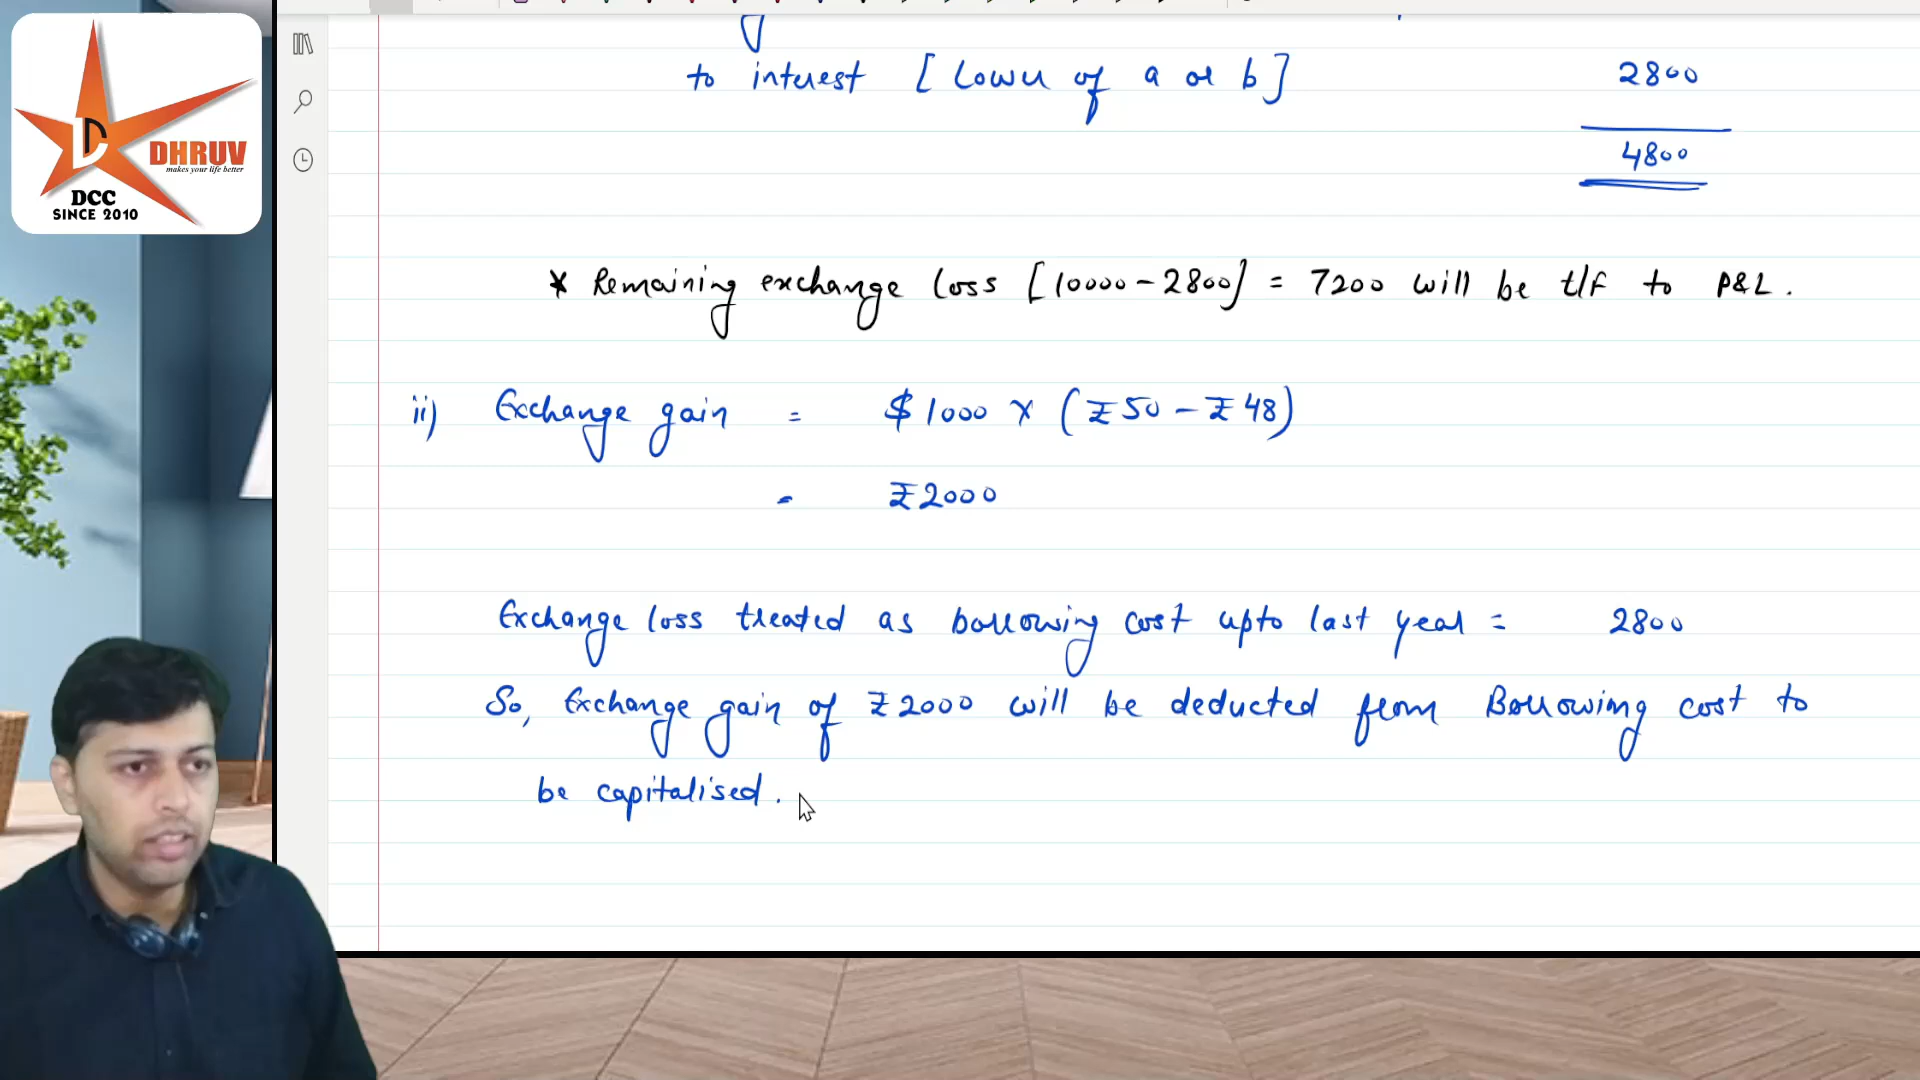 to interest [Lower of a or b] 2800
4800
* Remaining exchange loss [10000-2800] = 7200 will be t/f to P&L.
ii) Exchange gain = $1000 x (₹50 - ₹48)
= ₹2000
Exchange loss treated as borrowing cost upto last year = 2800
So, Exchange gain of ₹2000 will be deducted from Borrowing cost to
be capitalised.
DC
DHRUV
makes your life better
DCC
SINCE 2010